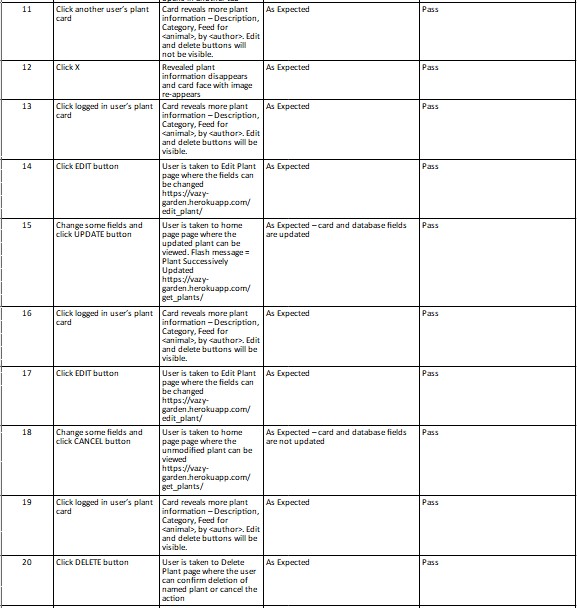 11 Click another user's plant Card reveals more plant As Expected Pass
card information – Description,
Category, Feed for
<animal>, by <author>. Edit
and delete buttons will
not be visible.
12 Click X Revealed plant As Expected Pass
information disappears
and card face with image
re-appears
13 Click logged in user's plant Card reveals more plant As Expected Pass
card information – Description,
Category, Feed for
<animal>, by <author>. Edit
and delete buttons will be
visible.
14 Click EDIT button User is taken to Edit Plant As Expected Pass
page where the fields can
be changed
https://vazy-
garden.herokuapp.com/
edit_plant/
15 Change some fields and User is taken to home As Expected – card and database fields Pass
click UPDATE button page page where the are updated
updated plant can be
viewed. Flash message =
Plant Successively
Updated
https://vazy-
garden.herokuapp.com/
get_plants/
16 Click logged in user's plant Card reveals more plant As Expected Pass
card information – Description,
Category, Feed for
<animal>, by <author>. Edit
and delete buttons will be
visible.
17 Click EDIT button User is taken to Edit Plant As Expected Pass
page where the fields can
be changed
https://vazy-
garden.herokuapp.com/
edit_plant/
18 Change some fields and User is taken to home As Expected – card and database fields Pass
click CANCEL button page page where the are not updated
unmodified plant can be
viewed
https://vazy-
garden.herokuapp.com/
get_plants/
19 Click logged in user's plant Card reveals more plant As Expected Pass
card information – Description,
Category, Feed for
<animal>, by <author>. Edit
and delete buttons will be
visible.
20 Click DELETE button User is taken to Delete As Expected Pass
Plant page where the user
can confirm deletion of
named plant or cancel the
action